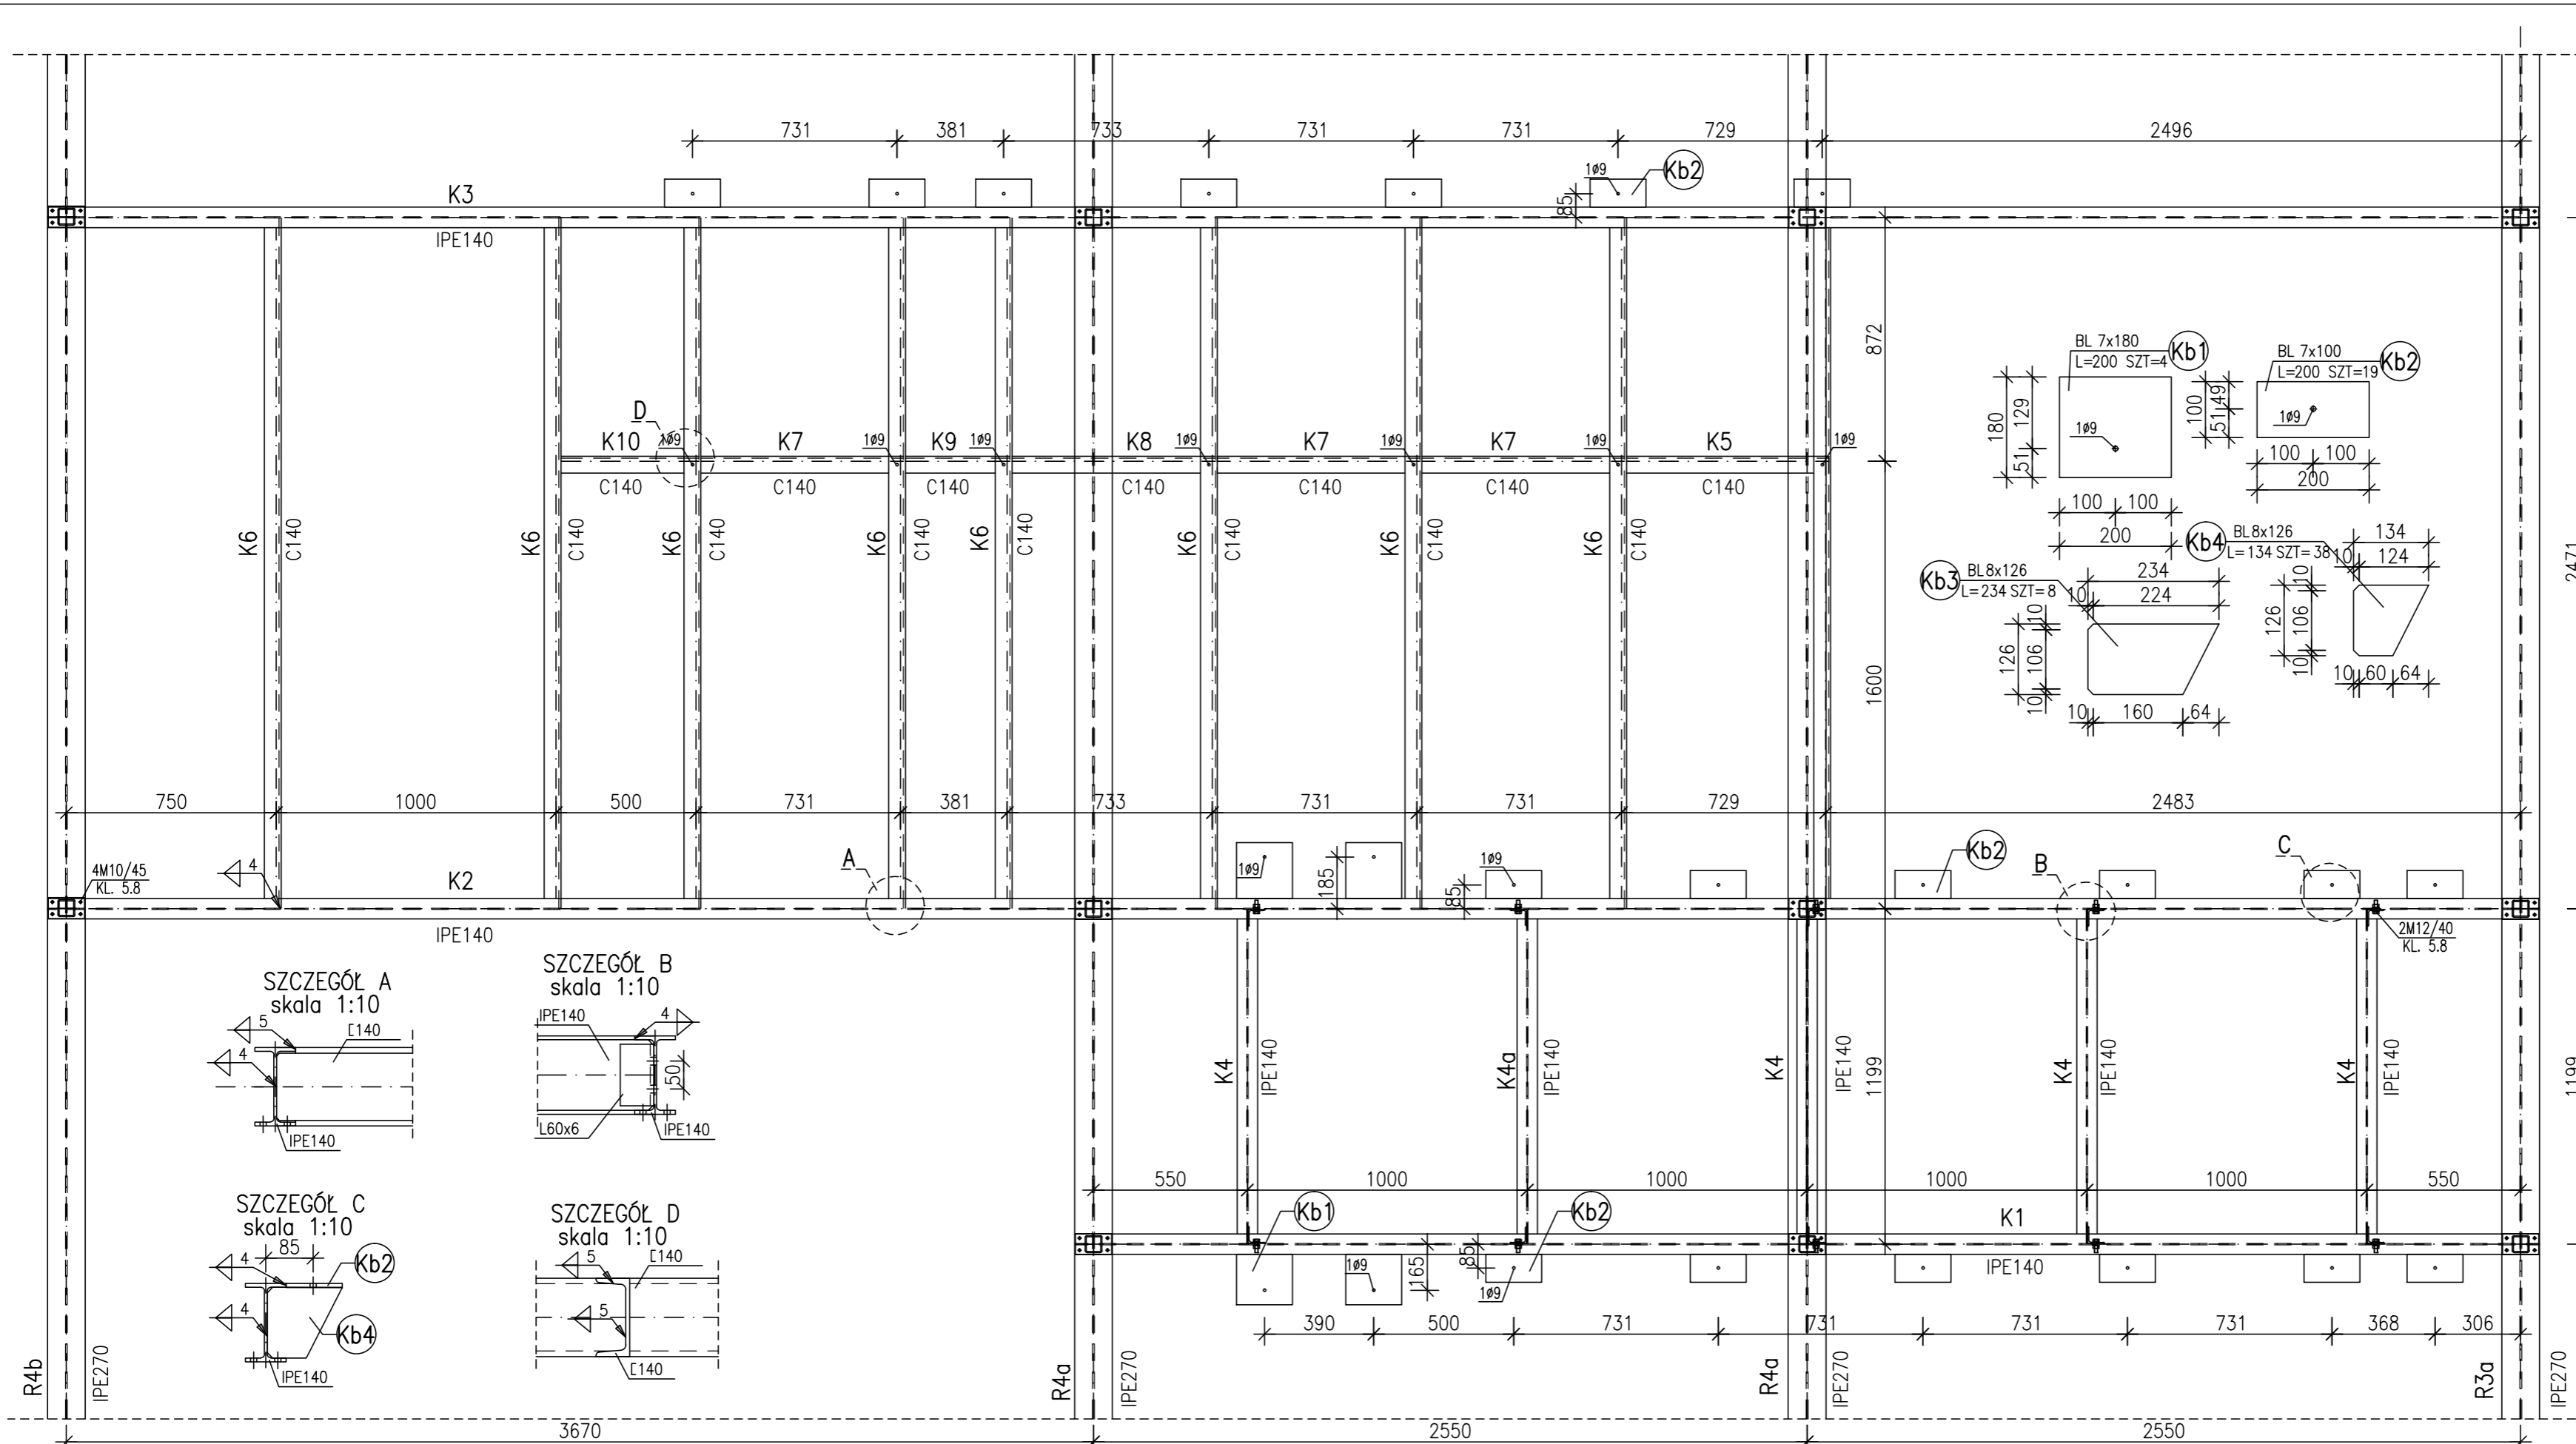 731 381 733 731 731 729 2496
1ø9 Kb2
85
K3
IPE140
872
BL 7x180
L=200 SZT=4
Kb1
BL 7x100
L=200 SZT=19
Kb2
180 129 51
1ø9
100 100
200
100 49 51
1ø9
100 100
200
D
K10 1ø9 K7 1ø9 K9 1ø9 K8 1ø9 K7 1ø9 K7 1ø9 K5 1ø9
C140 C140 C140 C140 C140 C140 C140
K6 C140 K6 C140 K6 C140 K6 C140 K6 C140 K6 C140 K6 C140 K6 C140
2471
Kb4
BL8x126
L=134 SZT=38
134
10 124
126 10 106 10
10 60 64
Kb3
BL8x126
L=234 SZT=8
234
10 224
126 10 106 10
10 160 64
1600
750 1000 500 731 381 733 731 731 729 2483
4M10/45
KL. 5.8
4
K2
IPE140
A
1ø9
185
1ø9
85
Kb2
B
C
2M12/40
KL. 5.8
SZCZEGÓŁ A
skala 1:10
5
4
[140
IPE140
SZCZEGÓŁ B
skala 1:10
IPE140
4
50
L60x6
IPE140
K4 IPE140 K4a IPE140 K4 IPE140 1199 K4 IPE140 K4 IPE140 1199
550 1000 1000 1000 1000 550
SZCZEGÓŁ C
skala 1:10
85
4
Kb2
4
Kb4
IPE140
SZCZEGÓŁ D
skala 1:10
5
[140
5
[140
Kb1
Kb2
K1
IPE140
1ø9
165
85
1ø9
390 500 731 731 731 731 368 306
R4b IPE270 R4a IPE270 R4a IPE270 R3a IPE270
3670 2550 2550